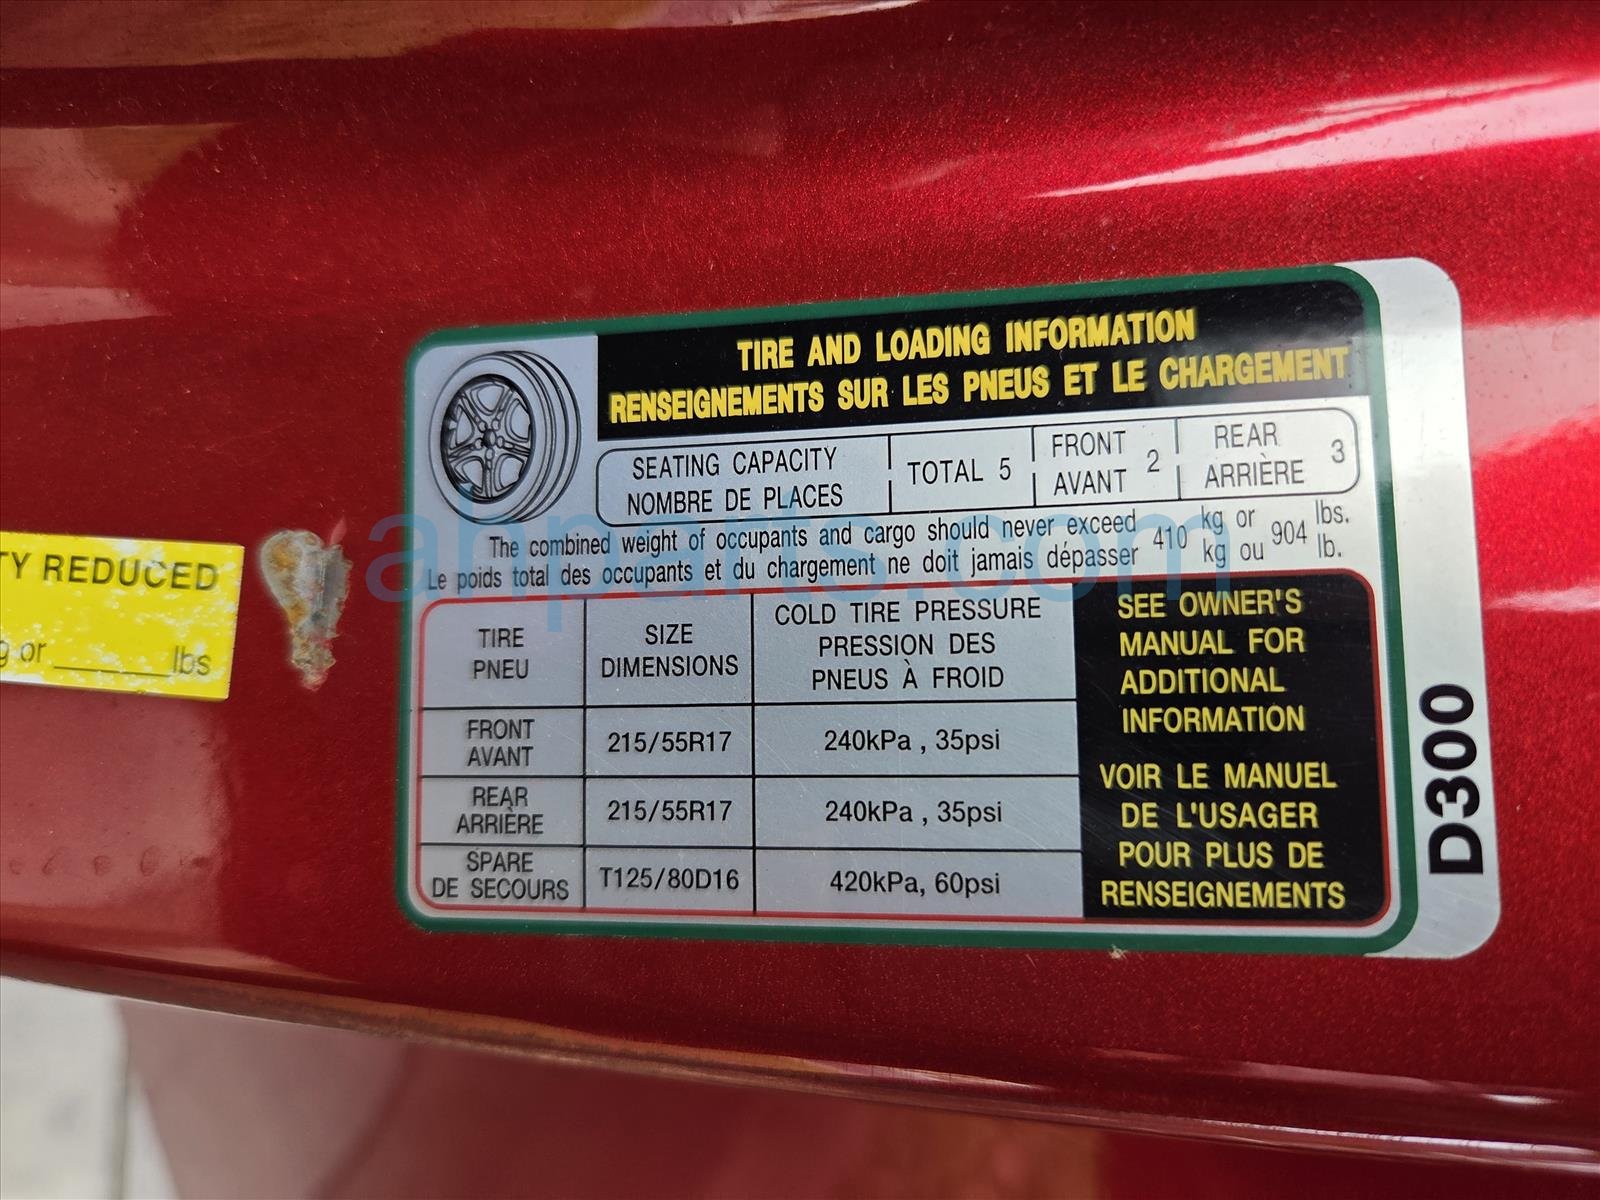 TIRE AND LOADING INFORMATION
RENSEIGNEMENTS SUR LES PNEUS ET LE CHARGEMENT
SEATING CAPACITY
NOMBRE DE PLACES
TOTAL 5
FRONT
AVANT
2
REAR
ARRIÈRE
3
The combined weight of occupants and cargo should never exceed 410 kg or 904 lbs.
Le poids total des occupants et du chargement ne doit jamais dépasser 410 kg ou 904 lb.
TIRE
PNEU
SIZE
DIMENSIONS
COLD TIRE PRESSURE
PRESSION DES
PNEUS À FROID
FRONT
AVANT
215/55R17
240kPa , 35psi
REAR
ARRIÈRE
215/55R17
240kPa , 35psi
SPARE
DE SECOURS
T125/80D16
420kPa, 60psi
SEE OWNER'S
MANUAL FOR
ADDITIONAL
INFORMATION
VOIR LE MANUEL
DE L'USAGER
POUR PLUS DE
RENSEIGNEMENTS
D300
TY REDUCED
g or ______ lbs
ahparts.com